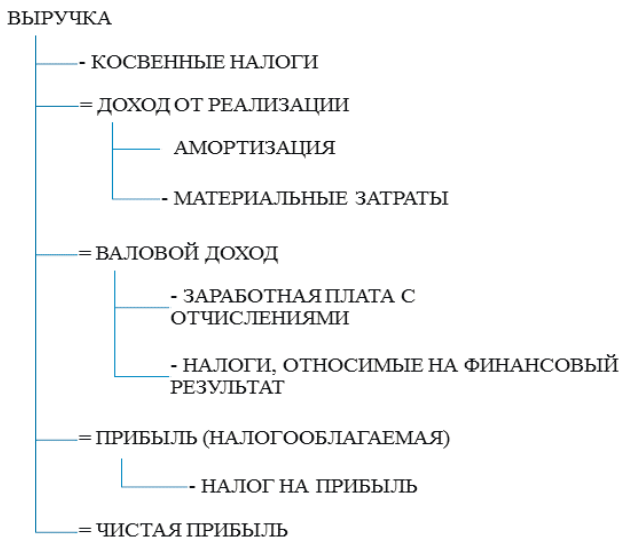 ВЫРУЧКА
- КОСВЕННЫЕ НАЛОГИ
= ДОХОД ОТ РЕАЛИЗАЦИИ
АМОРТИЗАЦИЯ
- МАТЕРИАЛЬНЫЕ ЗАТРАТЫ
= ВАЛОВОЙ ДОХОД
- ЗАРАБОТНАЯ ПЛАТА С
ОТЧИСЛЕНИЯМИ
- НАЛОГИ, ОТНОСИМЫЕ НА ФИНАНСОВЫЙ
РЕЗУЛЬТАТ
= ПРИБЫЛЬ (НАЛОГООБЛАГАЕМАЯ)
- НАЛОГ НА ПРИБЫЛЬ
= ЧИСТАЯ ПРИБЫЛЬ